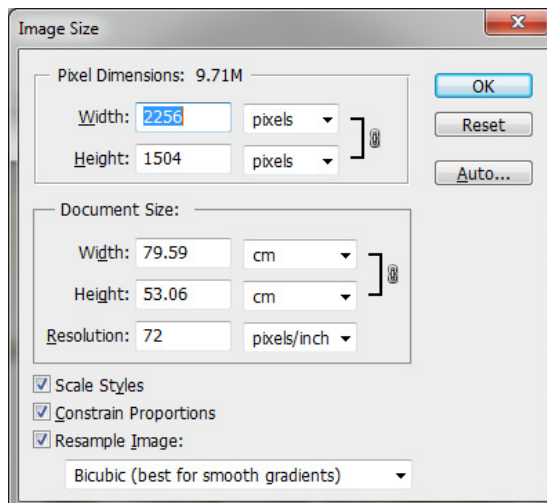 Image Size
Pixel Dimensions: 9.71M
Width: 2256 pixels
Height: 1504 pixels
OK
Reset
Auto...
Document Size:
Width: 79.59 cm
Height: 53.06 cm
Resolution: 72 pixels/inch
Scale Styles
Constrain Proportions
Resample Image:
Bicubic (best for smooth gradients)